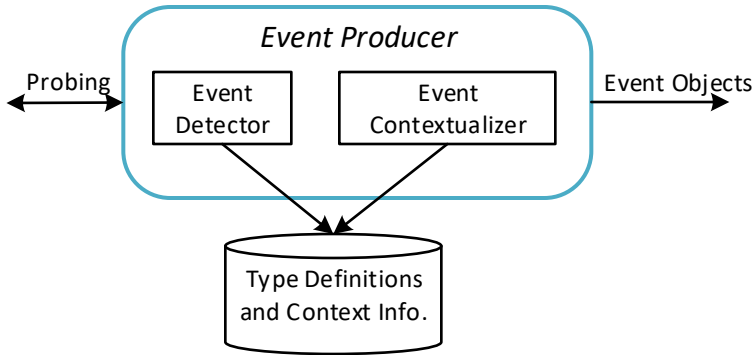 Event Producer
Probing
Event
Detector
Event
Contextualizer
Event Objects
Type Definitions
and Context Info.